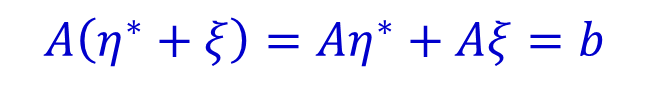 A(η* + ξ) = Aη* + Aξ = b